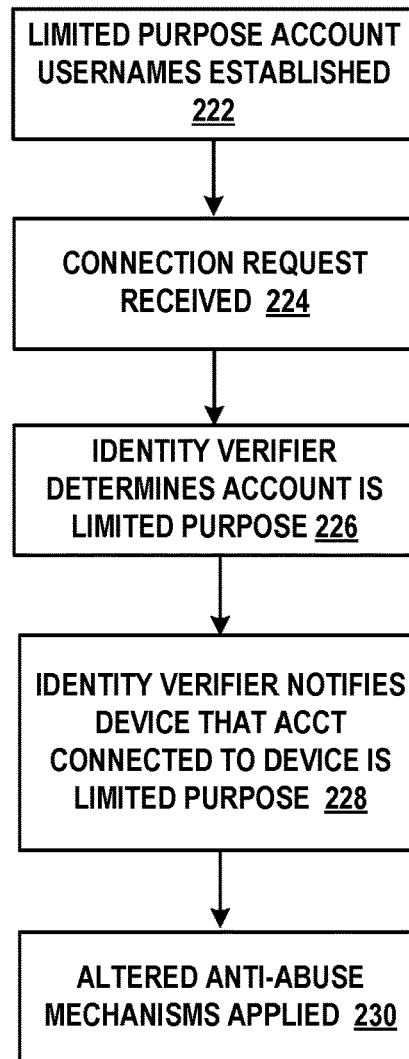 LIMITED PURPOSE ACCOUNT
USERNAMES ESTABLISHED
222
CONNECTION REQUEST
RECEIVED 224
IDENTITY VERIFIER
DETERMINES ACCOUNT IS
LIMITED PURPOSE 226
IDENTITY VERIFIER NOTIFIES
DEVICE THAT ACCT
CONNECTED TO DEVICE IS
LIMITED PURPOSE 228
ALTERED ANTI-ABUSE
MECHANISMS APPLIED 230